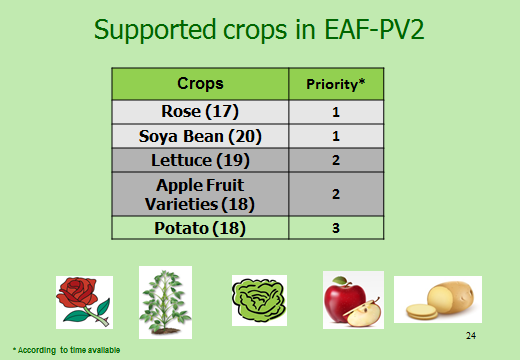 Supported crops in EAF-PV2
Crops Priority*
Rose (17) 1
Soya Bean (20) 1
Lettuce (19) 2
Apple Fruit
Varieties (18) 2
Potato (18) 3
24
* According to time available